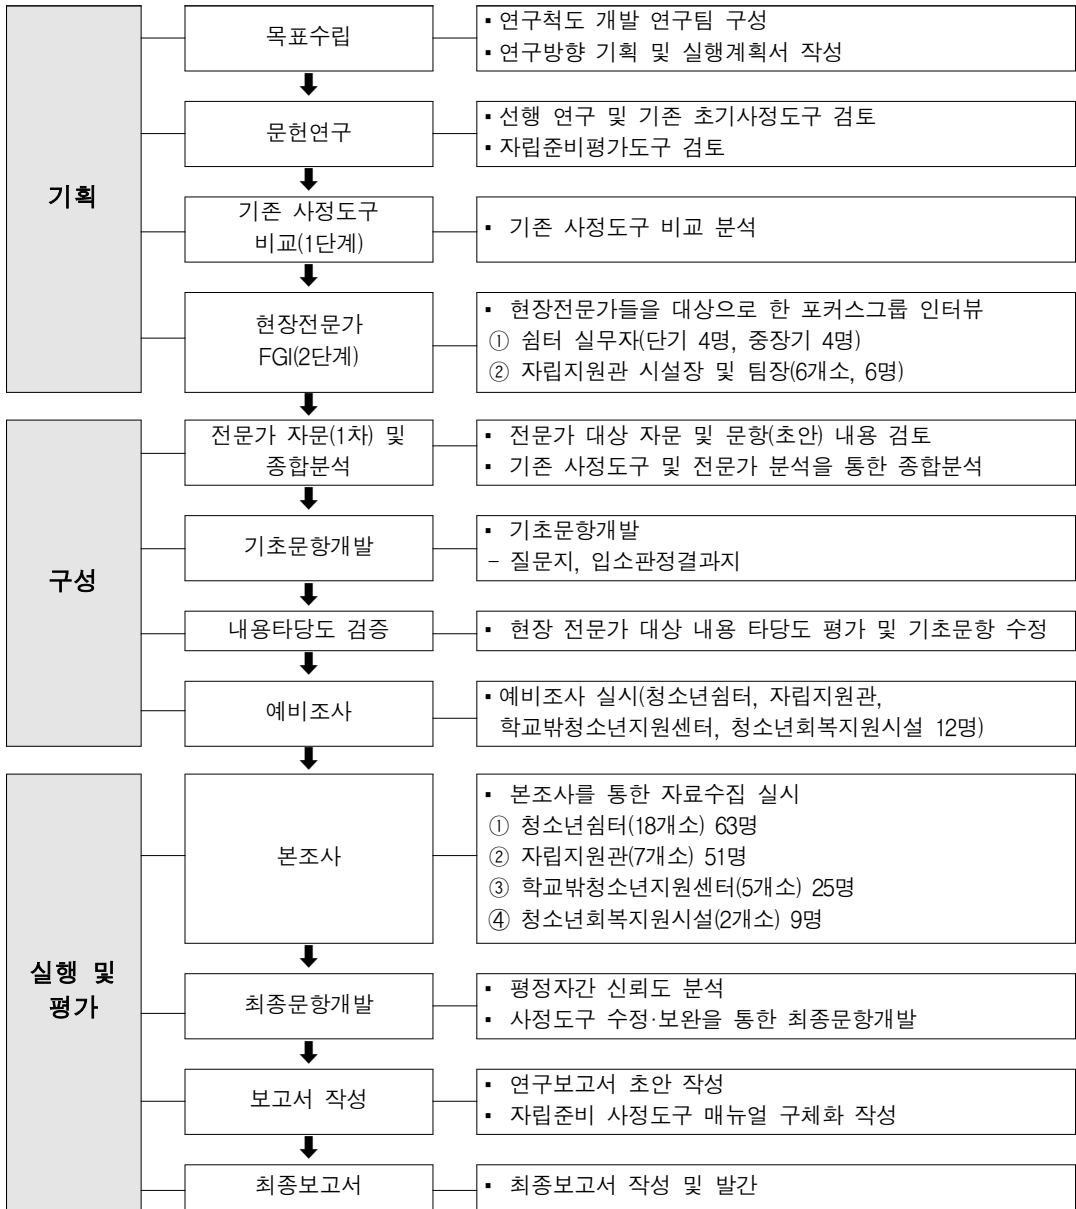 기획
목표수립
▪ 연구척도 개발 연구팀 구성
▪ 연구방향 기획 및 실행계획서 작성
문헌연구
▪ 선행 연구 및 기존 초기사정도구 검토
▪ 자립준비평가도구 검토
기존 사정도구
비교(1단계)
▪ 기존 사정도구 비교 분석
현장전문가
FGI(2단계)
▪ 현장전문가들을 대상으로 한 포커스그룹 인터뷰
① 쉼터 실무자(단기 4명, 중장기 4명)
② 자립지원관 시설장 및 팀장(6개소, 6명)
구성
전문가 자문(1차) 및
종합분석
▪ 전문가 대상 자문 및 문항(초안) 내용 검토
▪ 기존 사정도구 및 전문가 분석을 통한 종합분석
기초문항개발
▪ 기초문항개발
- 질문지, 입소판정결과지
내용타당도 검증
▪ 현장 전문가 대상 내용 타당도 평가 및 기초문항 수정
예비조사
▪ 예비조사 실시(청소년쉼터, 자립지원관,
학교밖청소년지원센터, 청소년회복지원시설 12명)
실행 및
평가
본조사
▪ 본조사를 통한 자료수집 실시
① 청소년쉼터(18개소) 63명
② 자립지원관(7개소) 51명
③ 학교밖청소년지원센터(5개소) 25명
④ 청소년회복지원시설(2개소) 9명
최종문항개발
▪ 평정자간 신뢰도 분석
▪ 사정도구 수정·보완을 통한 최종문항개발
보고서 작성
▪ 연구보고서 초안 작성
▪ 자립준비 사정도구 매뉴얼 구체화 작성
최종보고서
▪ 최종보고서 작성 및 발간